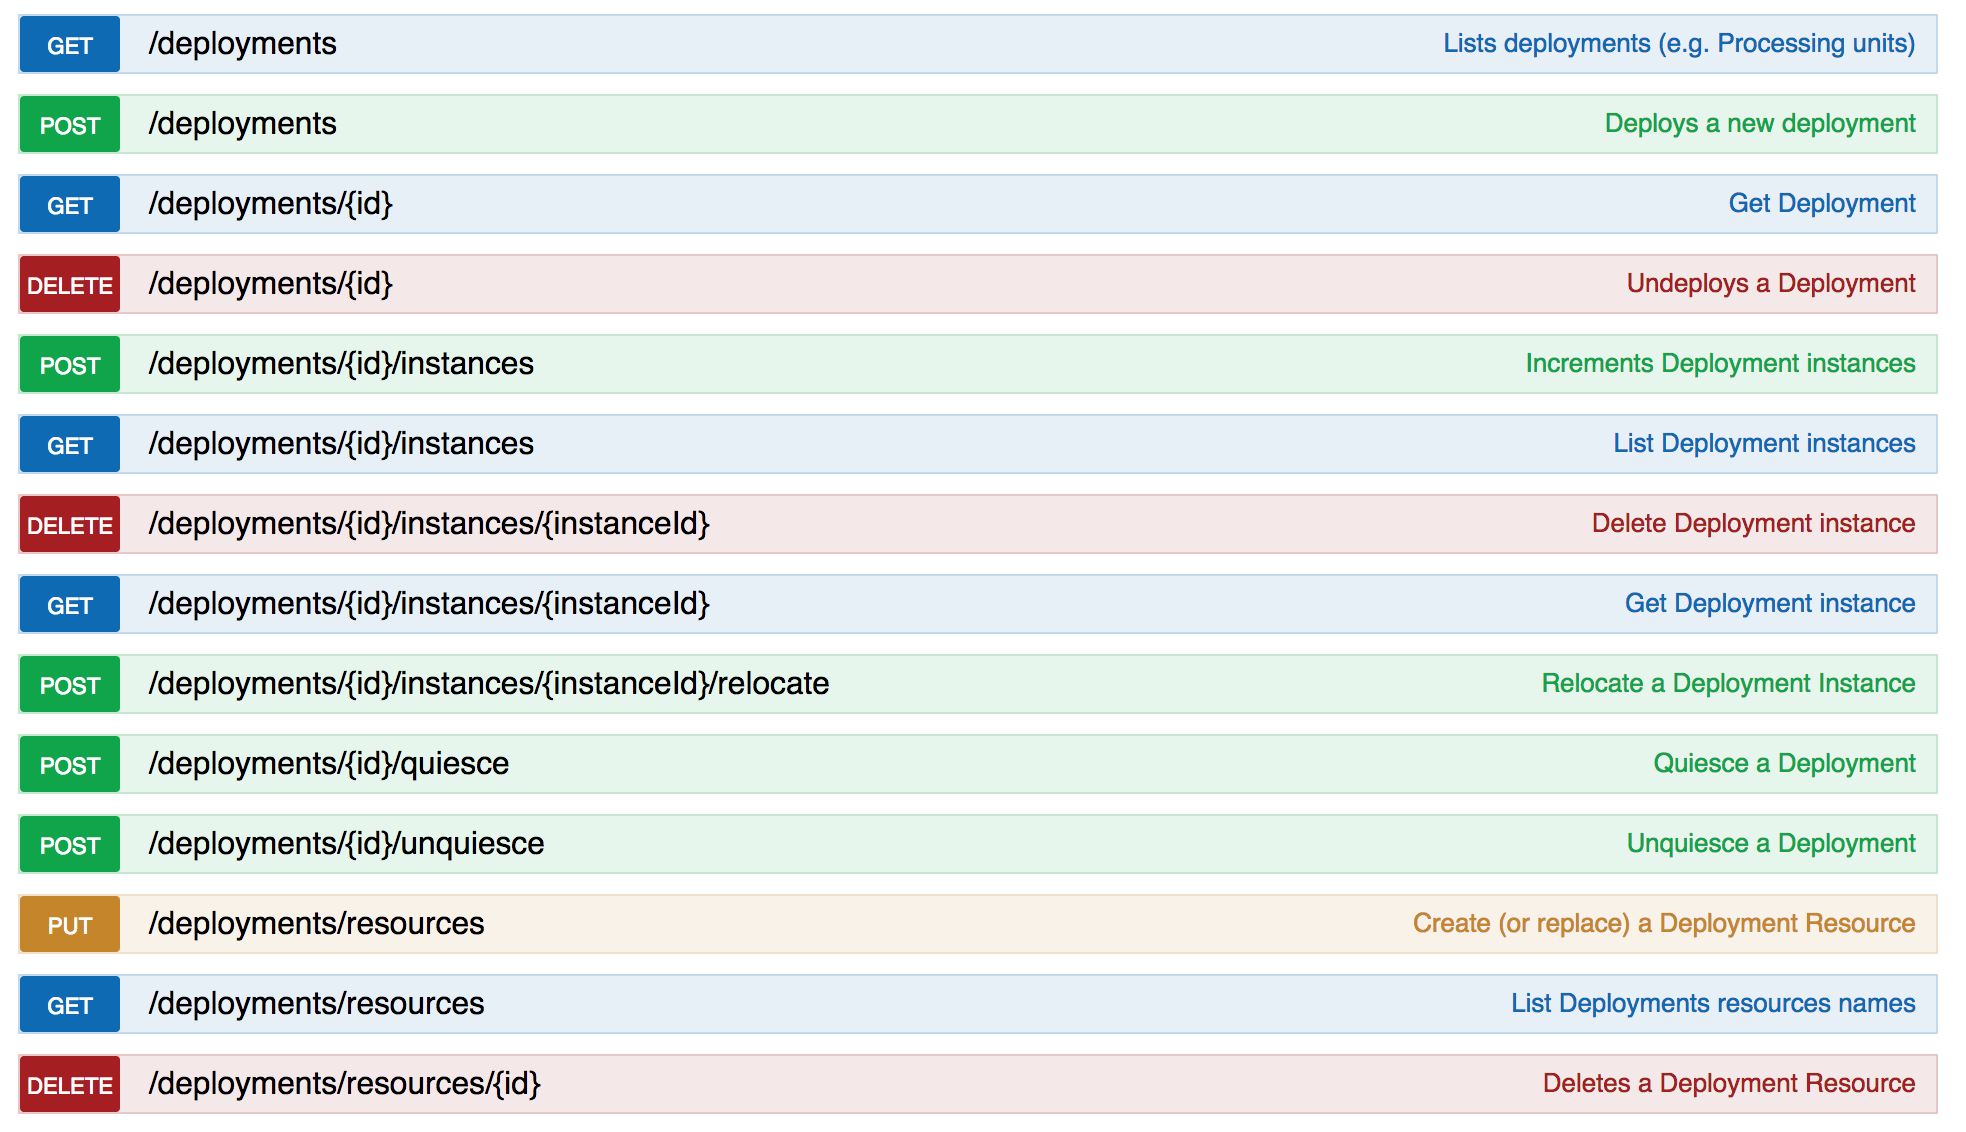 GET /deployments Lists deployments (e.g. Processing units)
POST /deployments Deploys a new deployment
GET /deployments/{id} Get Deployment
DELETE /deployments/{id} Undeploys a Deployment
POST /deployments/{id}/instances Increments Deployment instances
GET /deployments/{id}/instances List Deployment instances
DELETE /deployments/{id}/instances/{instanceId} Delete Deployment instance
GET /deployments/{id}/instances/{instanceId} Get Deployment instance
POST /deployments/{id}/instances/{instanceId}/relocate Relocate a Deployment Instance
POST /deployments/{id}/quiesce Quiesce a Deployment
POST /deployments/{id}/unquiesce Unquiesce a Deployment
PUT /deployments/resources Create (or replace) a Deployment Resource
GET /deployments/resources List Deployments resources names
DELETE /deployments/resources/{id} Deletes a Deployment Resource